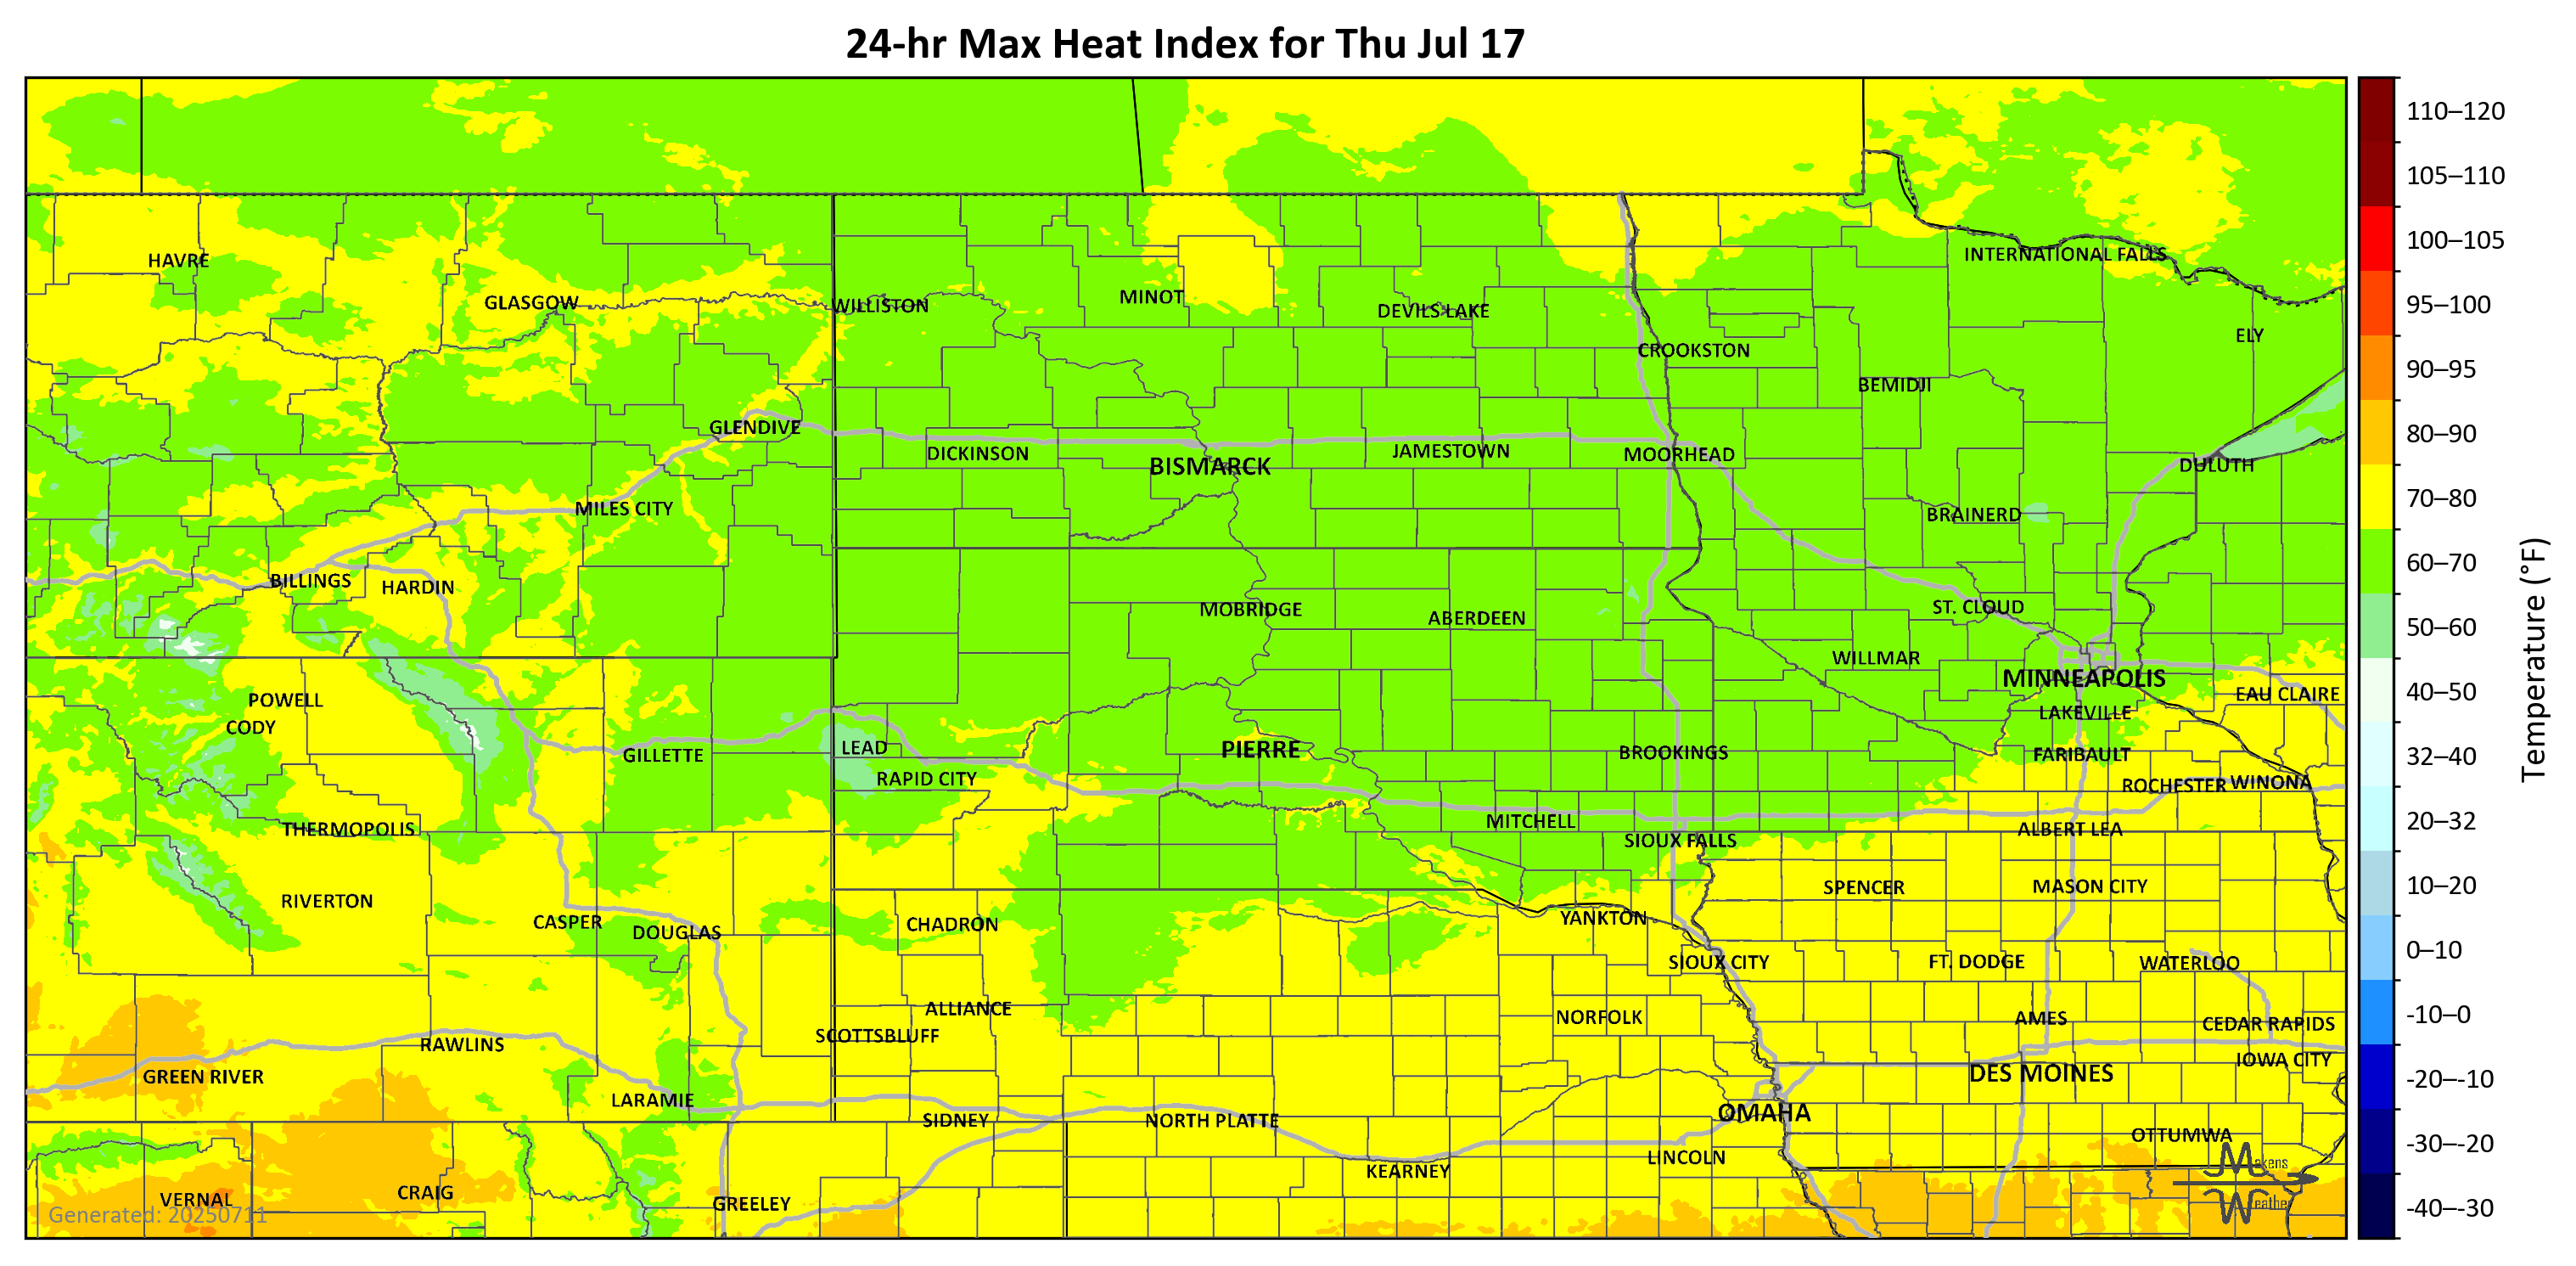 24-hr Max Heat Index for Thu Jul 17
HAVRE
GLASGOW
WILLISTON
MINOT
DEVILS LAKE
INTERNATIONAL FALLS
ELY
CROOKSTON
BEMIDJI
GLENDIVE
DICKINSON
BISMARCK
JAMESTOWN
MOORHEAD
DULUTH
MILES CITY
BRAINERD
BILLINGS
HARDIN
MOBRIDGE
ABERDEEN
ST. CLOUD
WILLMAR
MINNEAPOLIS
EAU CLAIRE
POWELL
CODY
LAKEVILLE
GILLETTE
LEAD
PIERRE
BROOKINGS
FARIBAULT
RAPID CITY
ROCHESTER
WINONA
THERMOPOLIS
MITCHELL
SIOUX FALLS
ALBERT LEA
RIVERTON
SPENCER
MASON CITY
CASPER
DOUGLAS
CHADRON
YANKTON
SIOUX CITY
FT. DODGE
WATERLOO
ALLIANCE
NORFOLK
AMES
CEDAR RAPIDS
SCOTTSBLUFF
RAWLINS
IOWA CITY
GREEN RIVER
DES MOINES
LARAMIE
SIDNEY
NORTH PLATTE
OMAHA
OTTUMWA
KEARNEY
LINCOLN
VERNAL
CRAIG
GREELEY
Generated: 20250711
Makens
Weather
110–120
105–110
100–105
95–100
90–95
80–90
70–80
60–70
50–60
40–50
32–40
20–32
10–20
0–10
-10–0
-20–-10
-30–-20
-40–-30
Temperature (°F)